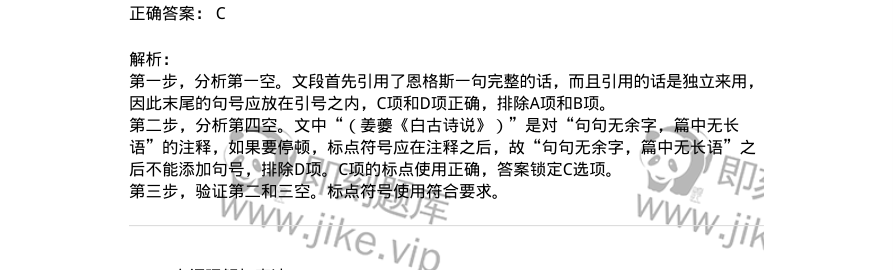 正确答案： C
解析：
第一步，分析第一空。文段首先引用了恩格斯一句完整的话，而且引用的话是独立来用，
因此末尾的句号应放在引号之内，C项和D项正确，排除A项和B项。
第二步，分析第四空。文中“（姜夔《白古诗说》）”是对“句句无余字，篇中无长
语”的注释，如果要停顿，标点符号应在注释之后，故“句句无余字，篇中无长语”之
后不能添加句号，排除D项。C项的标点使用正确，答案锁定C选项。
第三步，验证第二和三空。标点符号使用符合要求。
即刻题库
www.jike.vip
即刻
www.jik